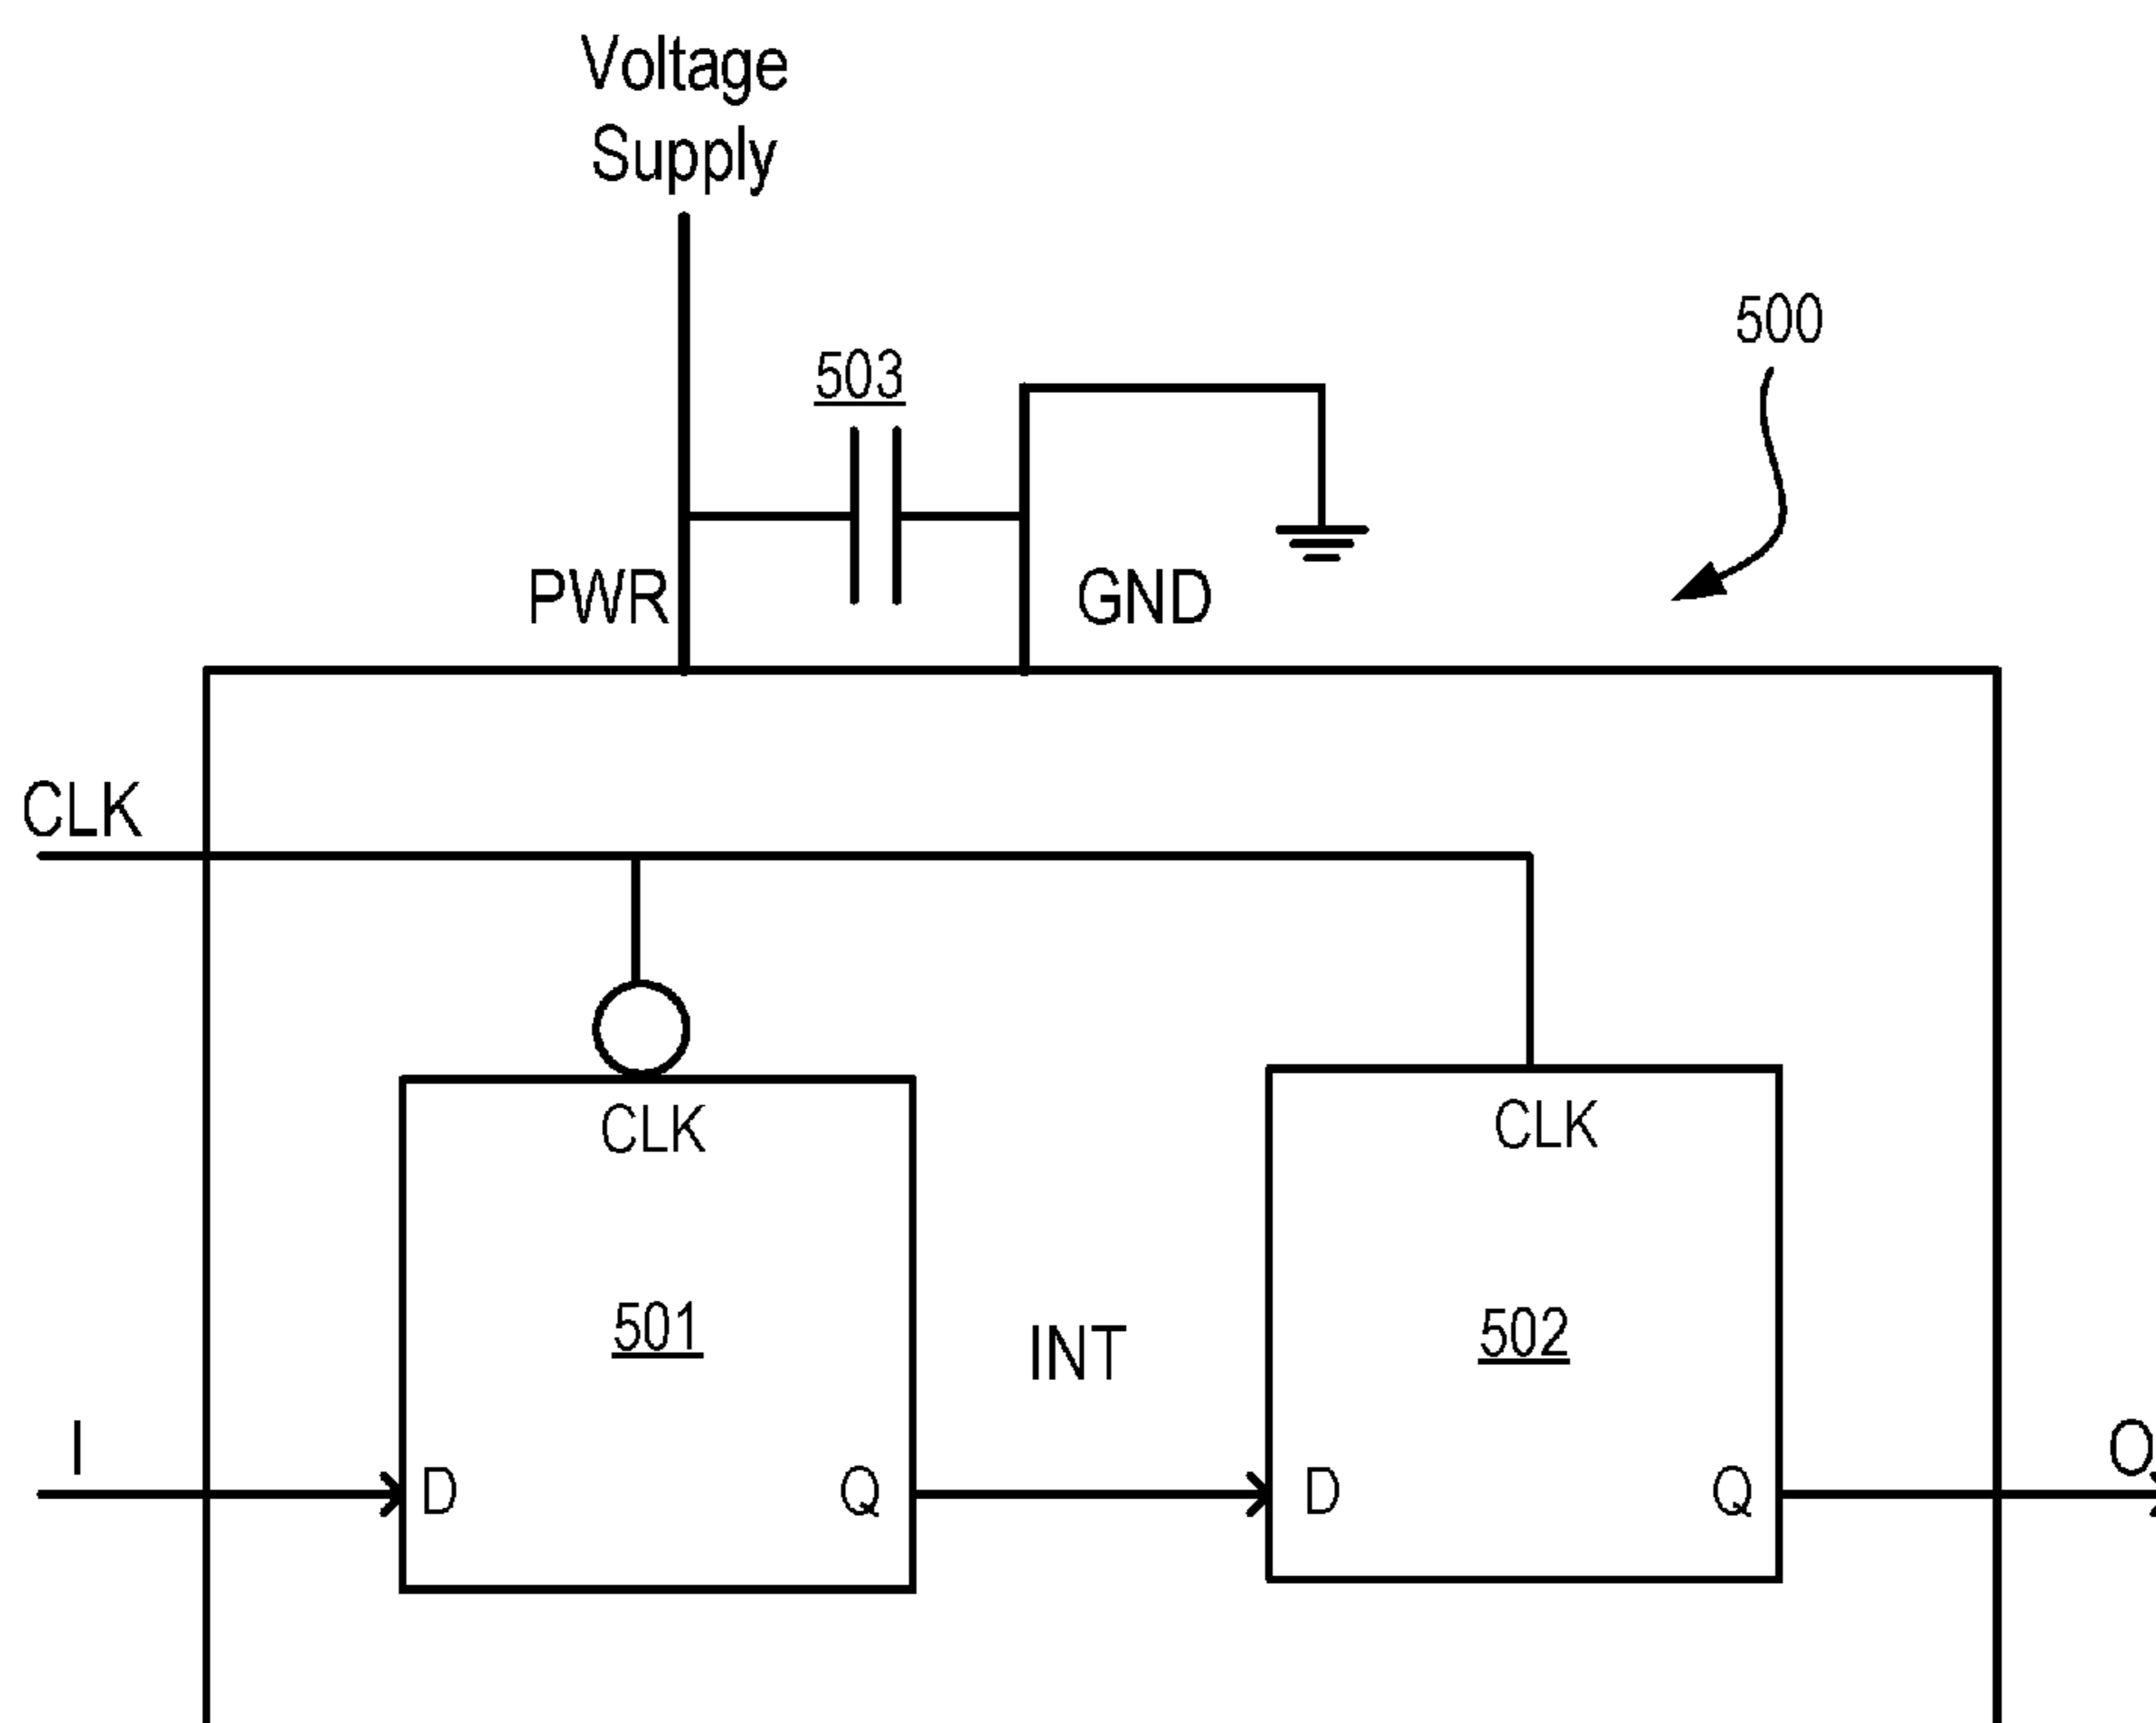 Voltage
Supply
500
503
PWR
GND
CLK
CLK
CLK
501
INT
502
I
D
Q
D
Q
O